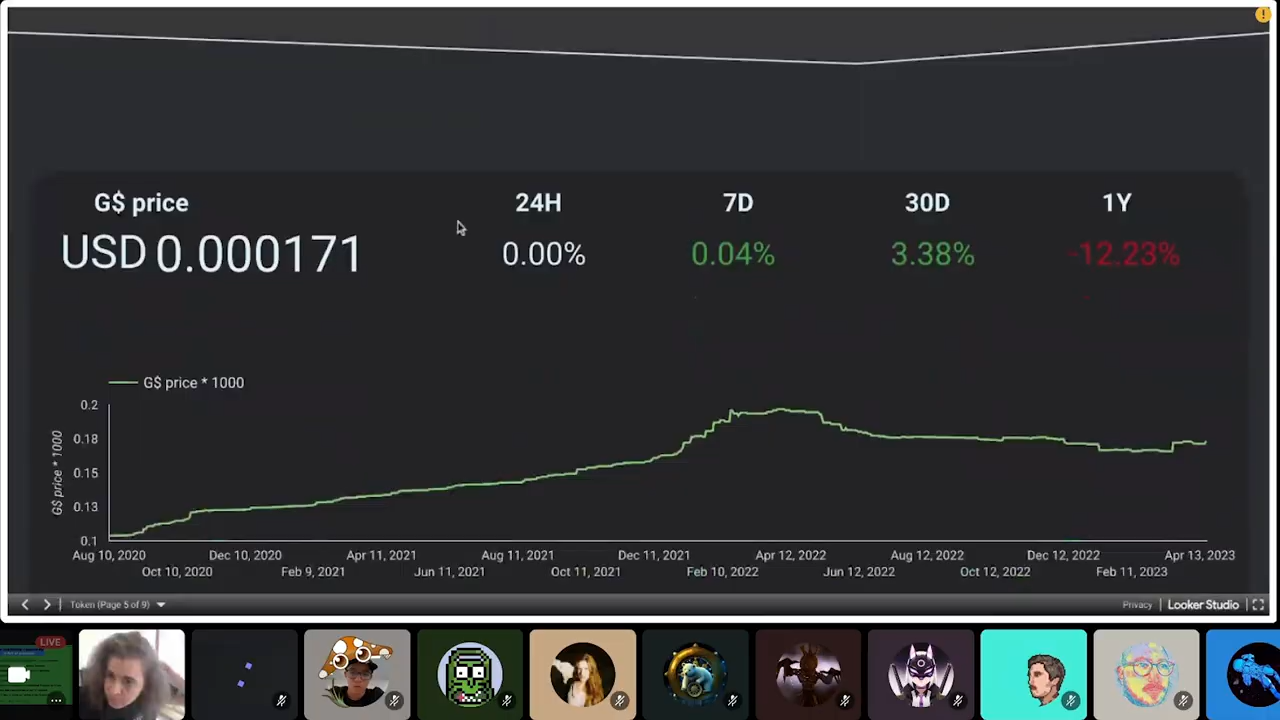 G$ price 24H 7D 30D 1Y
USD 0.000171 0.00% 0.04% 3.38% -12.23%
G$ price * 1000
0.2
0.18
0.15
0.13
0.1
G$ price * 1000
Aug 10, 2020 Dec 10, 2020 Apr 11, 2021 Aug 11, 2021 Dec 11, 2021 Apr 12, 2022 Aug 12, 2022 Dec 12, 2022 Apr 13, 2023
Oct 10, 2020 Feb 9, 2021 Jun 11, 2021 Oct 11, 2021 Feb 10, 2022 Jun 12, 2022 Oct 12, 2022 Feb 11, 2023
Token (Page 5 of 9) Privacy Looker Studio
LIVE